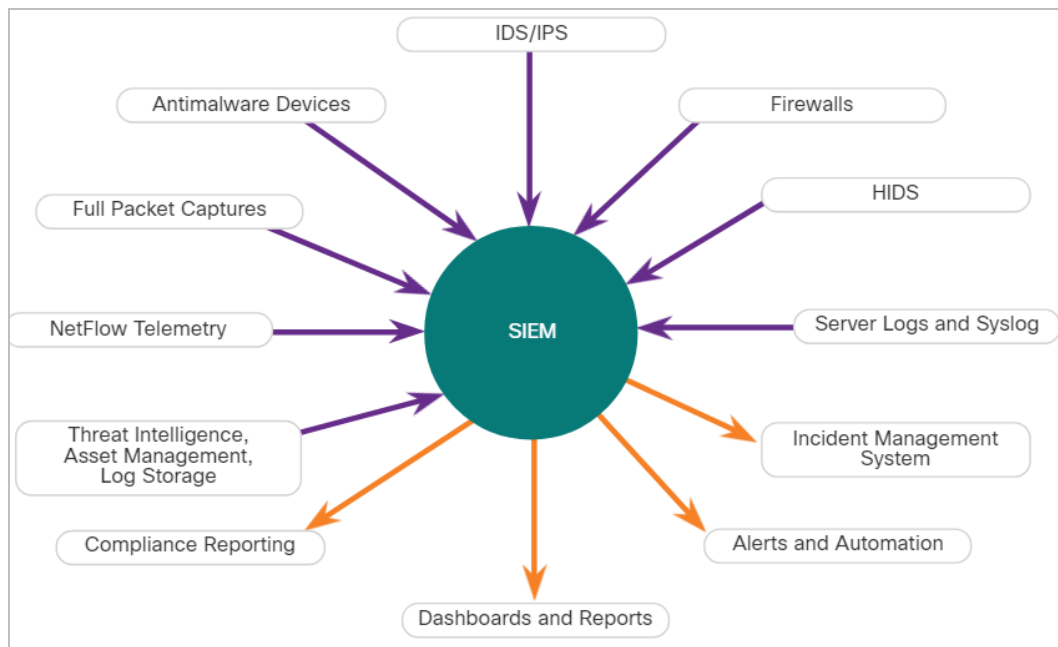 IDS/IPS
Antimalware Devices
Firewalls
Full Packet Captures
HIDS
NetFlow Telemetry
SIEM
Server Logs and Syslog
Threat Intelligence,
Asset Management,
Log Storage
Incident Management
System
Compliance Reporting
Alerts and Automation
Dashboards and Reports